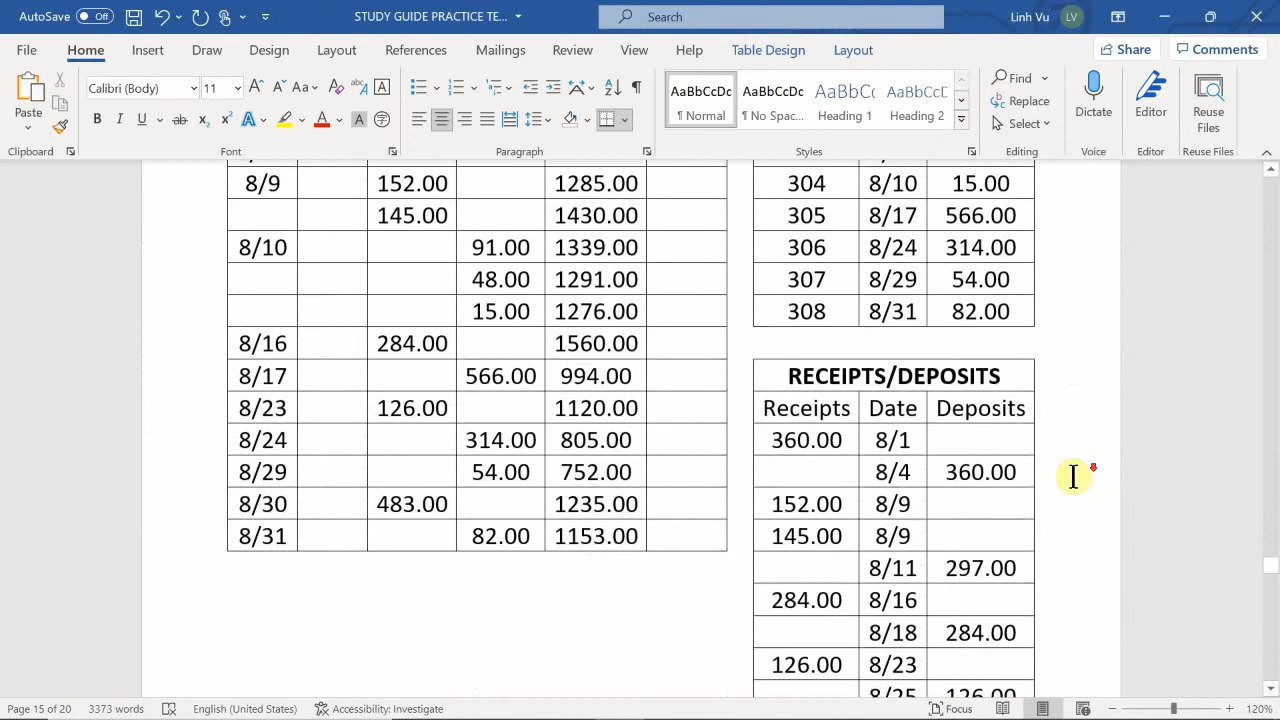 AutoSave Off STUDY GUIDE PRACTICE TE... Search Linh Vu LV
File Home Insert Draw Design Layout References Mailings Review View Help Table Design Layout Share Comments
Paste Calibri (Body) 11 AaBbCcDc AaBbCcDc AaBbCc AaBbCcD Find Replace Select Dictate Editor Reuse Files
¶ Normal ¶ No Spac... Heading 1 Heading 2
Clipboard Font Paragraph Styles Editing Voice Editor Reuse Files
8/9 152.00 1285.00
145.00 1430.00
8/10 91.00 1339.00
48.00 1291.00
15.00 1276.00
8/16 284.00 1560.00
8/17 566.00 994.00
8/23 126.00 1120.00
8/24 314.00 805.00
8/29 54.00 752.00
8/30 483.00 1235.00
8/31 82.00 1153.00
304 8/10 15.00
305 8/17 566.00
306 8/24 314.00
307 8/29 54.00
308 8/31 82.00
RECEIPTS/DEPOSITS
Receipts Date Deposits
360.00 8/1
8/4 360.00
152.00 8/9
145.00 8/9
8/11 297.00
284.00 8/16
8/18 284.00
126.00 8/23
8/25 126.00
Page 15 of 20 3373 words English (United States) Accessibility: Investigate Focus 120%